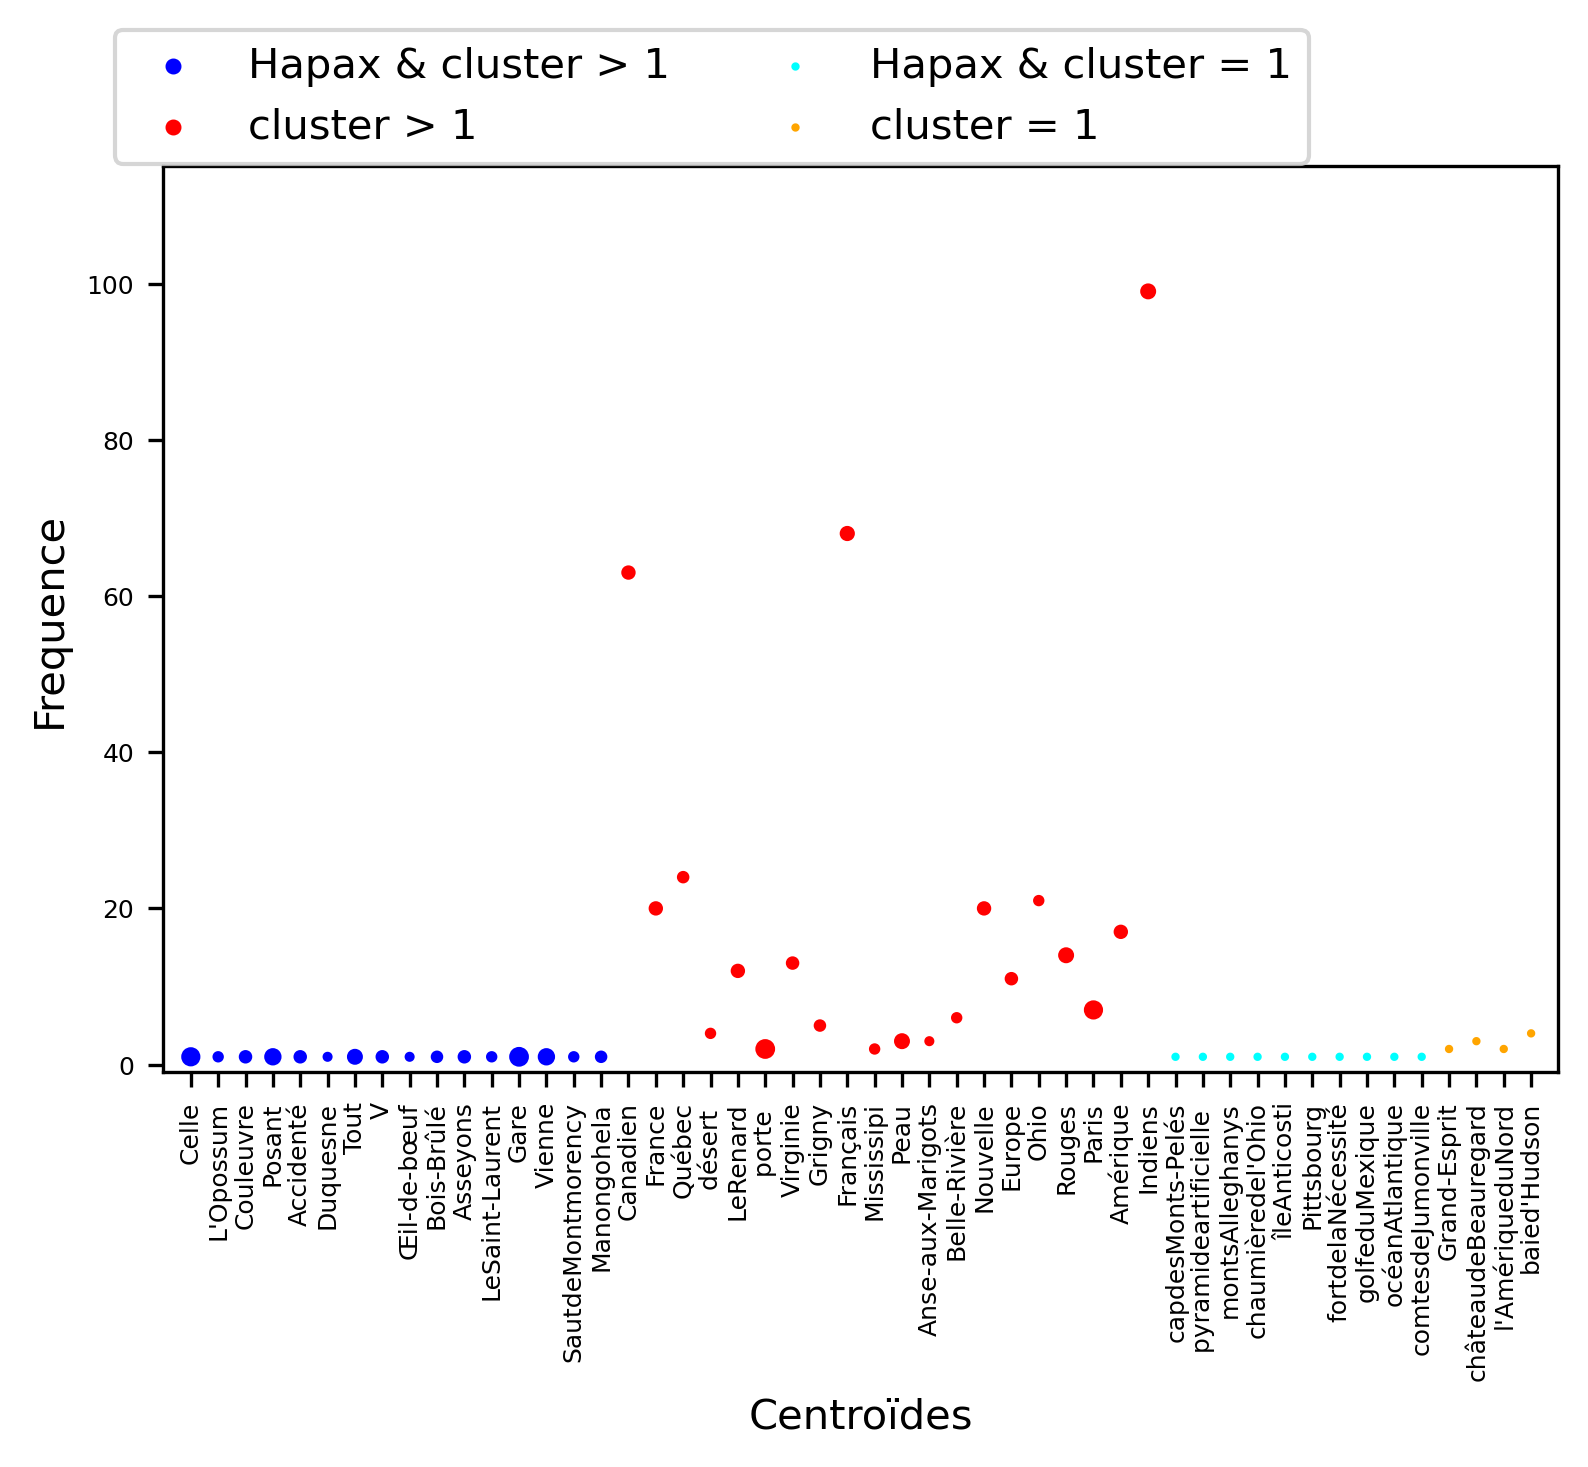 Hapax & cluster > 1
cluster > 1
Hapax & cluster = 1
cluster = 1
Frequence
100
80
60
40
20
0
Celle
L'Opossum
Couleuvre
Posant
Accidenté
Duquesne
Tout
V
Œil-de-bœuf
Bois-Brûlé
Asseyons
LeSaint-Laurent
Gare
Vienne
SautdeMontmorency
Manongohela
Canadien
France
Québec
désert
LeRenard
porte
Virginie
Grigny
Français
Mississipi
Peau
Anse-aux-Marigots
Belle-Rivière
Nouvelle
Europe
Ohio
Rouges
Paris
Amérique
Indiens
capdesMonts-Pelés
pyramideartificielle
montsAlleghanys
chaumièredel'Ohio
îleAnticosti
Pittsbourg
fortdelaNécessité
golfeduMexique
océanAtlantique
comtesdeJumonville
Grand-Esprit
châteaudeBeauregard
l'AmériqueduNord
baied'Hudson
Centroïdes